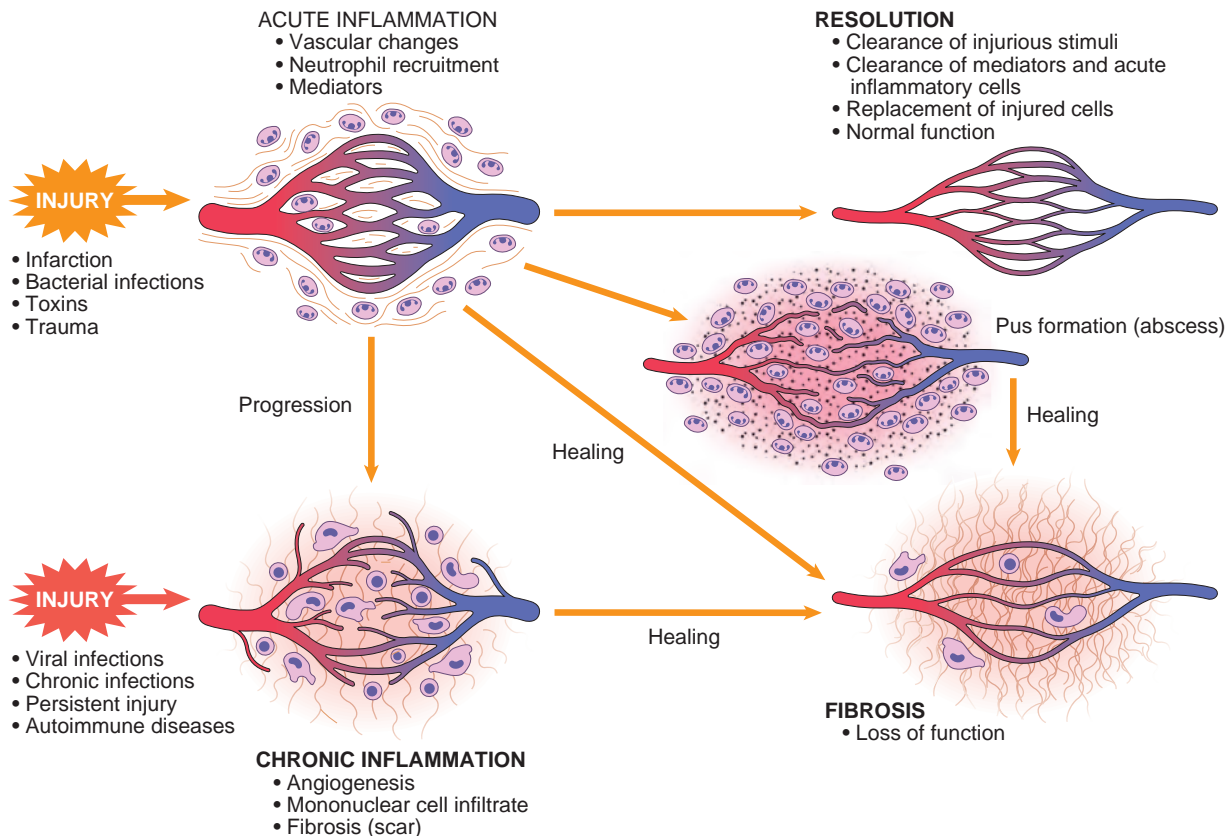 ACUTE INFLAMMATION
• Vascular changes
• Neutrophil recruitment
• Mediators
RESOLUTION
• Clearance of injurious stimuli
• Clearance of mediators and acute
inflammatory cells
• Replacement of injured cells
• Normal function
INJURY
• Infarction
• Bacterial infections
• Toxins
• Trauma
Pus formation (abscess)
Progression
Healing
Healing
INJURY
• Viral infections
• Chronic infections
• Persistent injury
• Autoimmune diseases
Healing
CHRONIC INFLAMMATION
• Angiogenesis
• Mononuclear cell infiltrate
• Fibrosis (scar)
FIBROSIS
• Loss of function